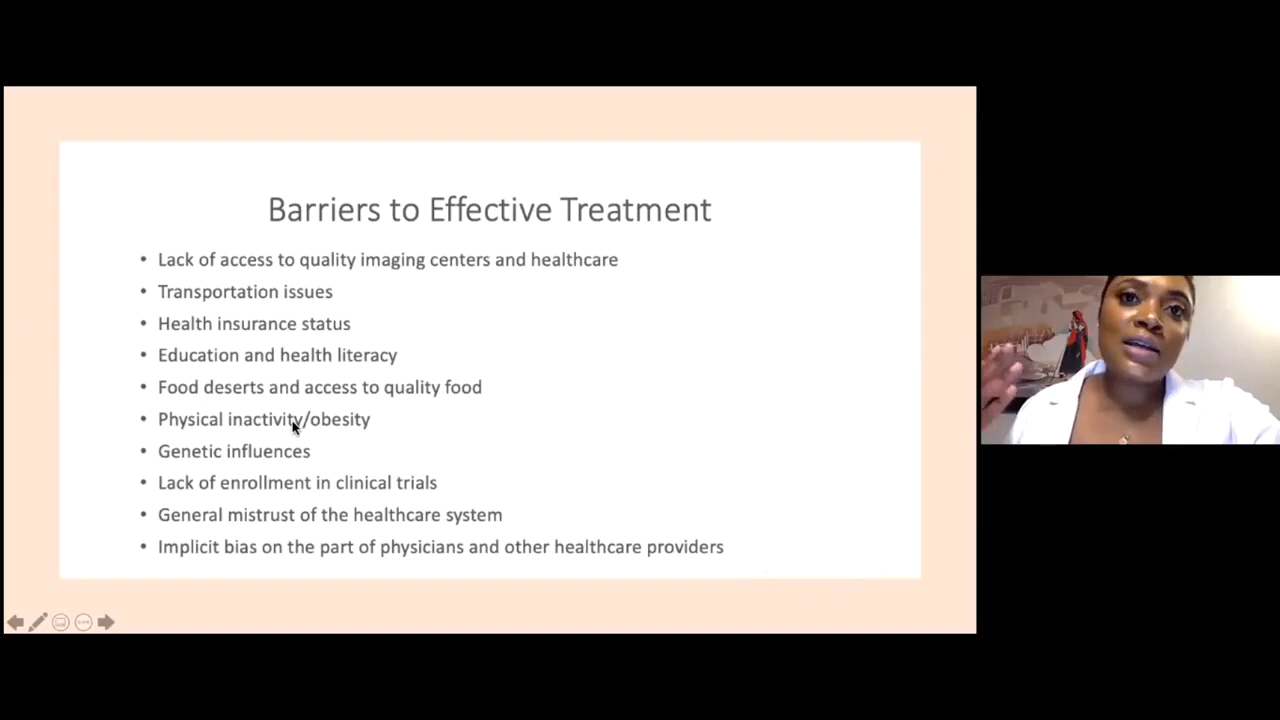 Barriers to Effective Treatment
• Lack of access to quality imaging centers and healthcare
• Transportation issues
• Health insurance status
• Education and health literacy
• Food deserts and access to quality food
• Physical inactivity/obesity
• Genetic influences
• Lack of enrollment in clinical trials
• General mistrust of the healthcare system
• Implicit bias on the part of physicians and other healthcare providers